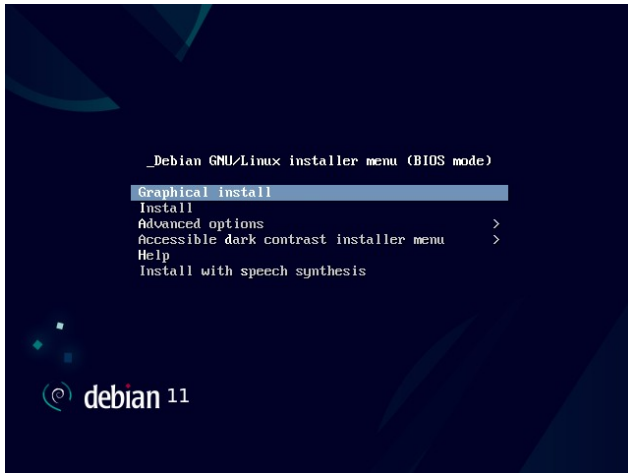 _Debian GNU/Linux installer menu (BIOS mode)
Graphical install
Install
Advanced options >
Accessible dark contrast installer menu >
Help
Install with speech synthesis
debian 11